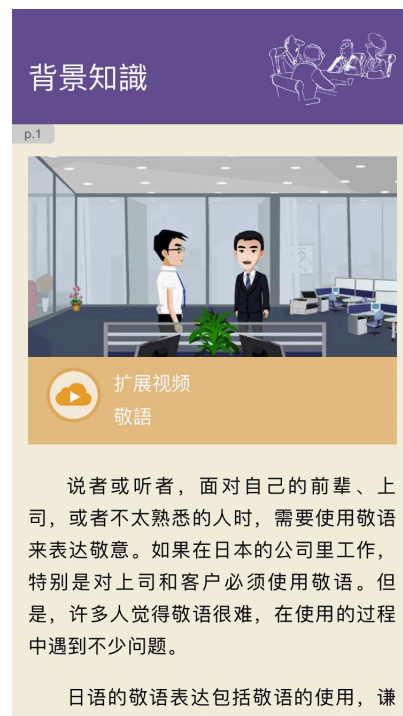 背景知識
p.1
扩展视频
敬語
说者或听者，面对自己的前辈、上
司，或者不太熟悉的人时，需要使用敬语
来表达敬意。如果在日本的公司里工作，
特别是对上司和客户必须使用敬语。但
是，许多人觉得敬语很难，在使用的过程
中遇到不少问题。
日语的敬语表达包括敬语的使用，谦